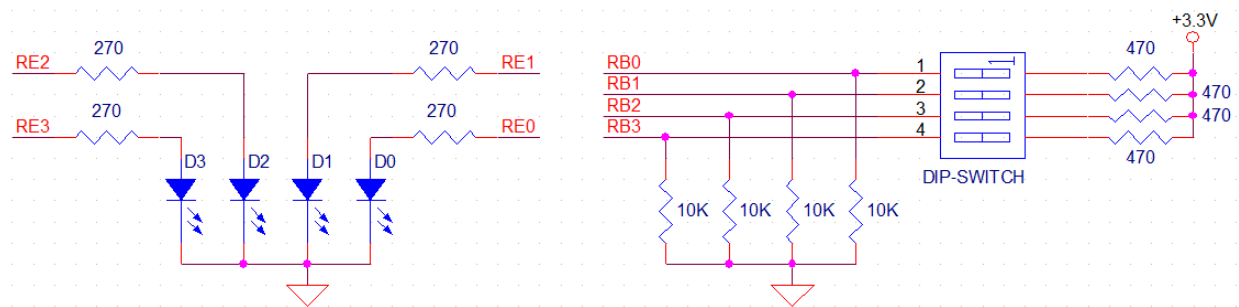 RE2 270 270 RE1
RE3 270 270 RE0
D3 D2 D1 D0
+3.3V
RB0 1 470
RB1 2 470
RB2 3 470
RB3 4 470
DIP-SWITCH
10K 10K 10K 10K